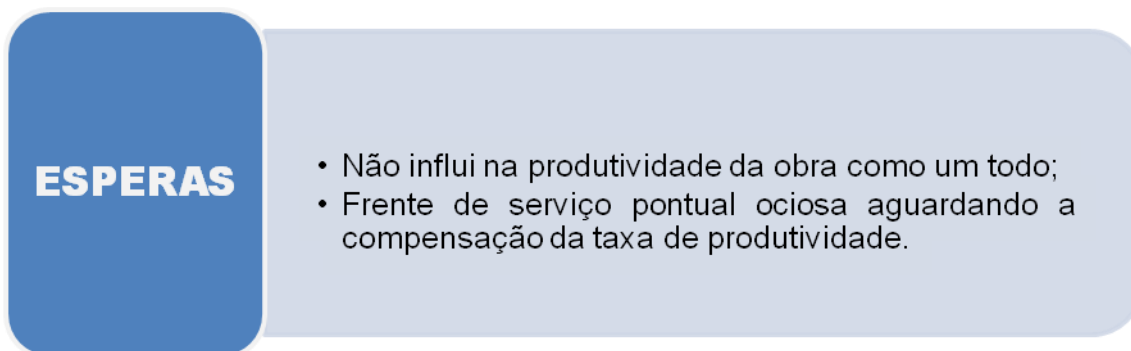 ESPERAS
• Não influi na produtividade da obra como um todo;
• Frente de serviço pontual ociosa aguardando a
compensação da taxa de produtividade.